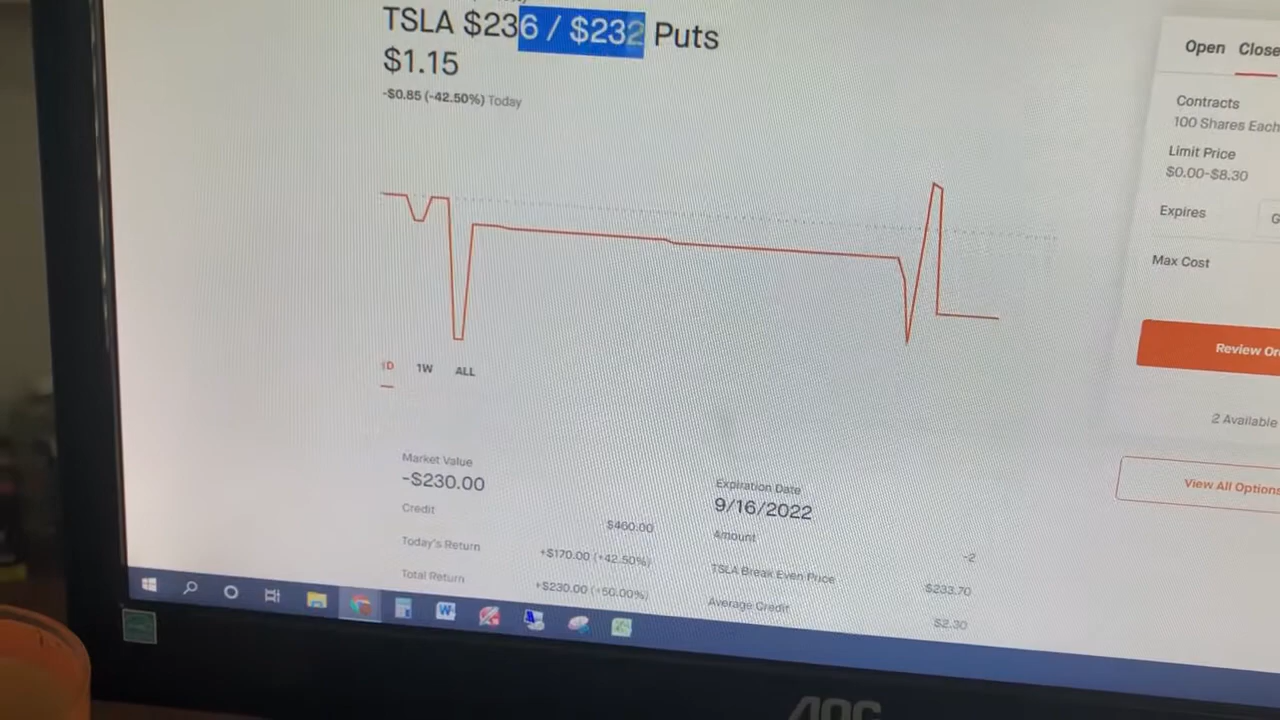 TSLA $236 / $232 Puts
$1.15
-$0.85 (-42.50%) Today
1D 1W ALL
Market Value
-$230.00
Credit $460.00
Today's Return +$170.00 (+42.50%)
Total Return +$230.00 (+50.00%)
Expiration Date
9/16/2022
Amount -2
TSLA Break Even Price $233.70
Average Credit $2.30
Open Close
Contracts
100 Shares Each
Limit Price
$0.00-$8.30
Expires G
Max Cost
Review Or
2 Available
View All Options
AOC